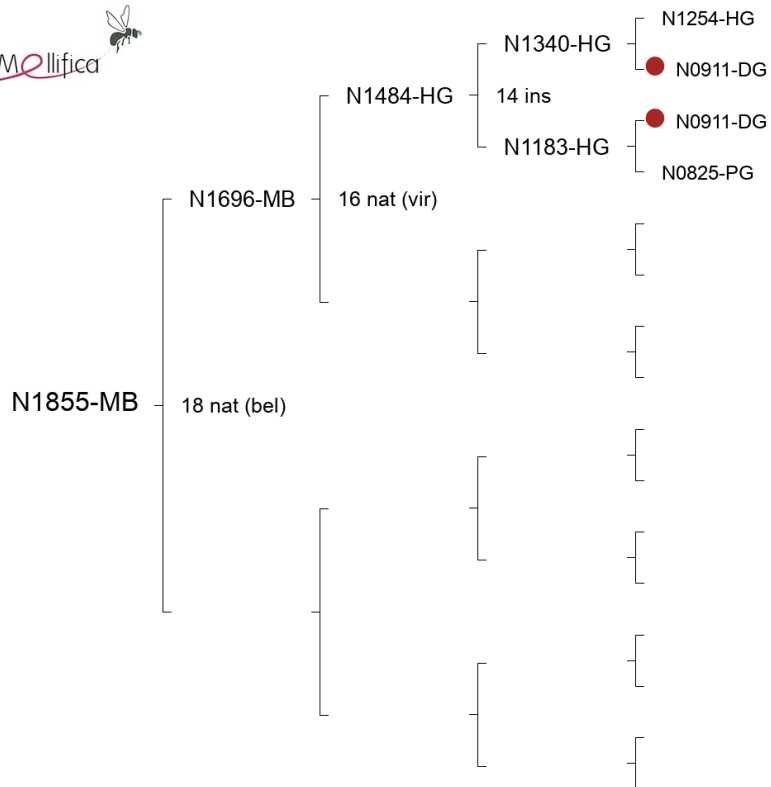 Mellifica
N1254-HG
N1340-HG
N0911-DG
N1484-HG
14 ins
N0911-DG
N1183-HG
N0825-PG
N1696-MB
16 nat (vir)
N1855-MB
18 nat (bel)